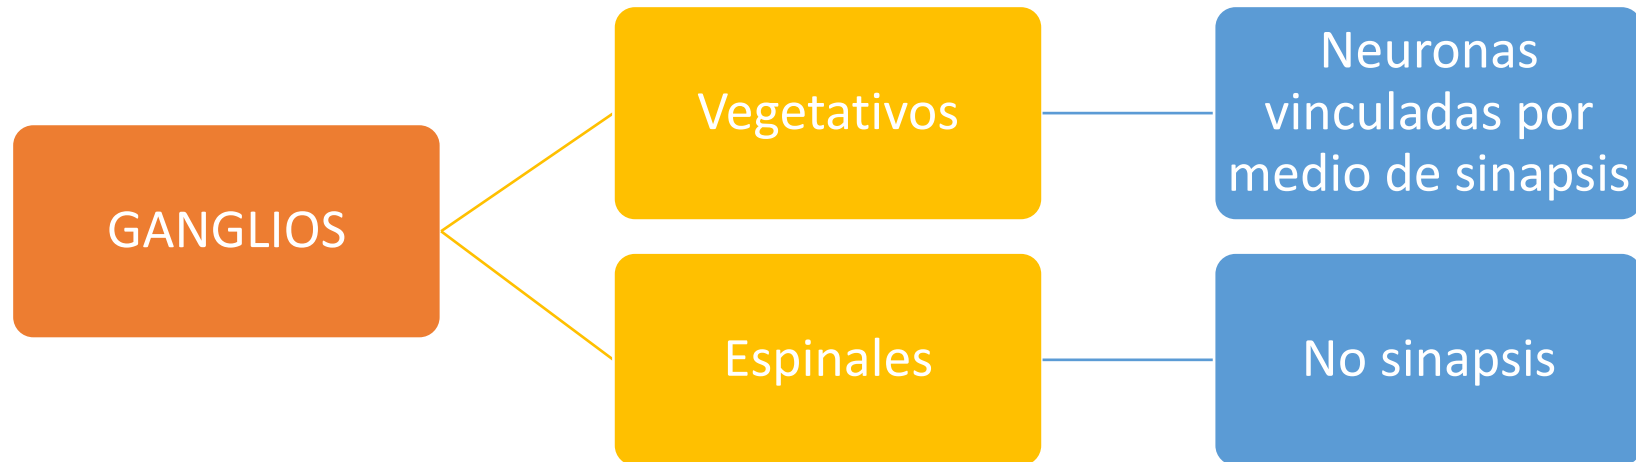 GANGLIOS
Vegetativos
Neuronas
vinculadas por
medio de sinapsis
Espinales
No sinapsis